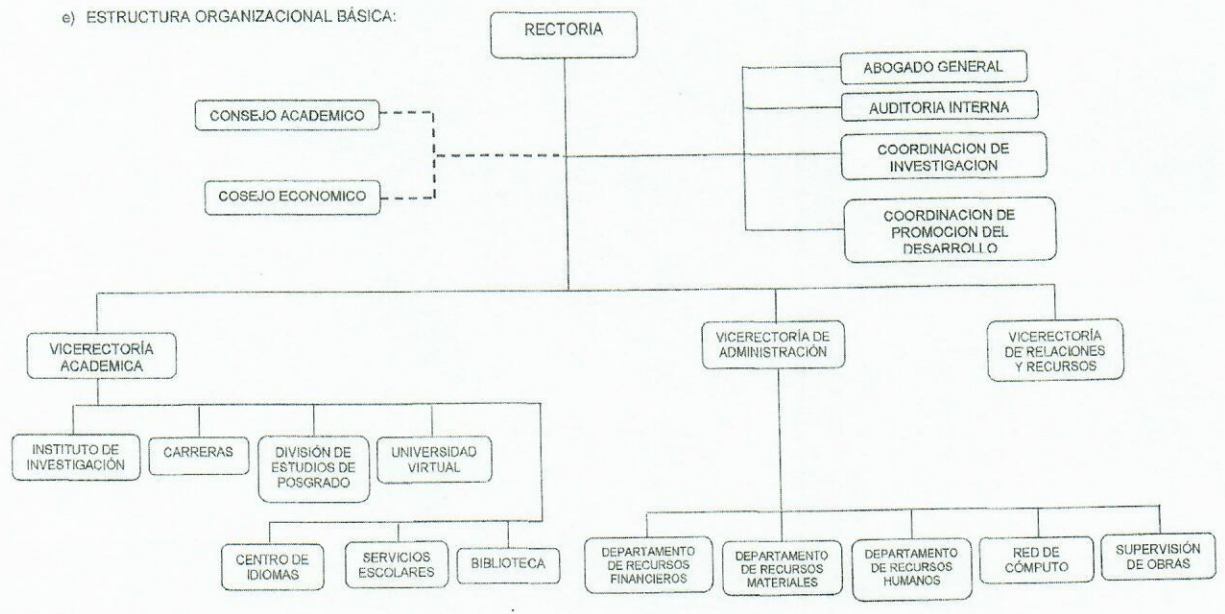 e) ESTRUCTURA ORGANIZACIONAL BÁSICA:
RECTORIA
ABOGADO GENERAL
AUDITORIA INTERNA
COORDINACION DE
INVESTIGACION
COORDINACION DE
PROMOCION DEL
DESARROLLO
CONSEJO ACADEMICO
COSEJO ECONOMICO
VICERECTORÍA
ACADEMICA
VICERECTORÍA DE
ADMINISTRACIÓN
VICERECTORÍA
DE RELACIONES
Y RECURSOS
INSTITUTO DE
INVESTIGACIÓN
CARRERAS
DIVISIÓN DE
ESTUDIOS DE
POSGRADO
UNIVERSIDAD
VIRTUAL
CENTRO DE
IDIOMAS
SERVICIOS
ESCOLARES
BIBLIOTECA
DEPARTAMENTO
DE RECURSOS
FINANCIEROS
DEPARTAMENTO
DE RECURSOS
MATERIALES
DEPARTAMENTO
DE RECURSOS
HUMANOS
RED DE
CÓMPUTO
SUPERVISIÓN
DE OBRAS